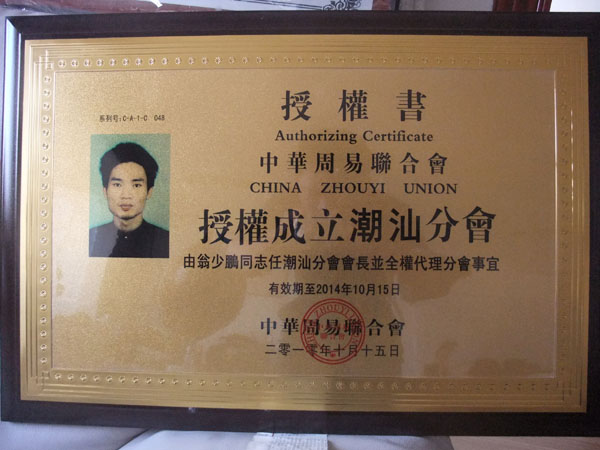 授權書
Authorizing Certificate
系列号:C-A-1-C 048
中華周易聯合會
CHINA ZHOUYI UNION
授權成立潮汕分會
由翁少鵬同志任潮汕分會會長並全權代理分會事宜
有效期至2014年10月15日
中華周易聯合會
二零一零年十月十五日